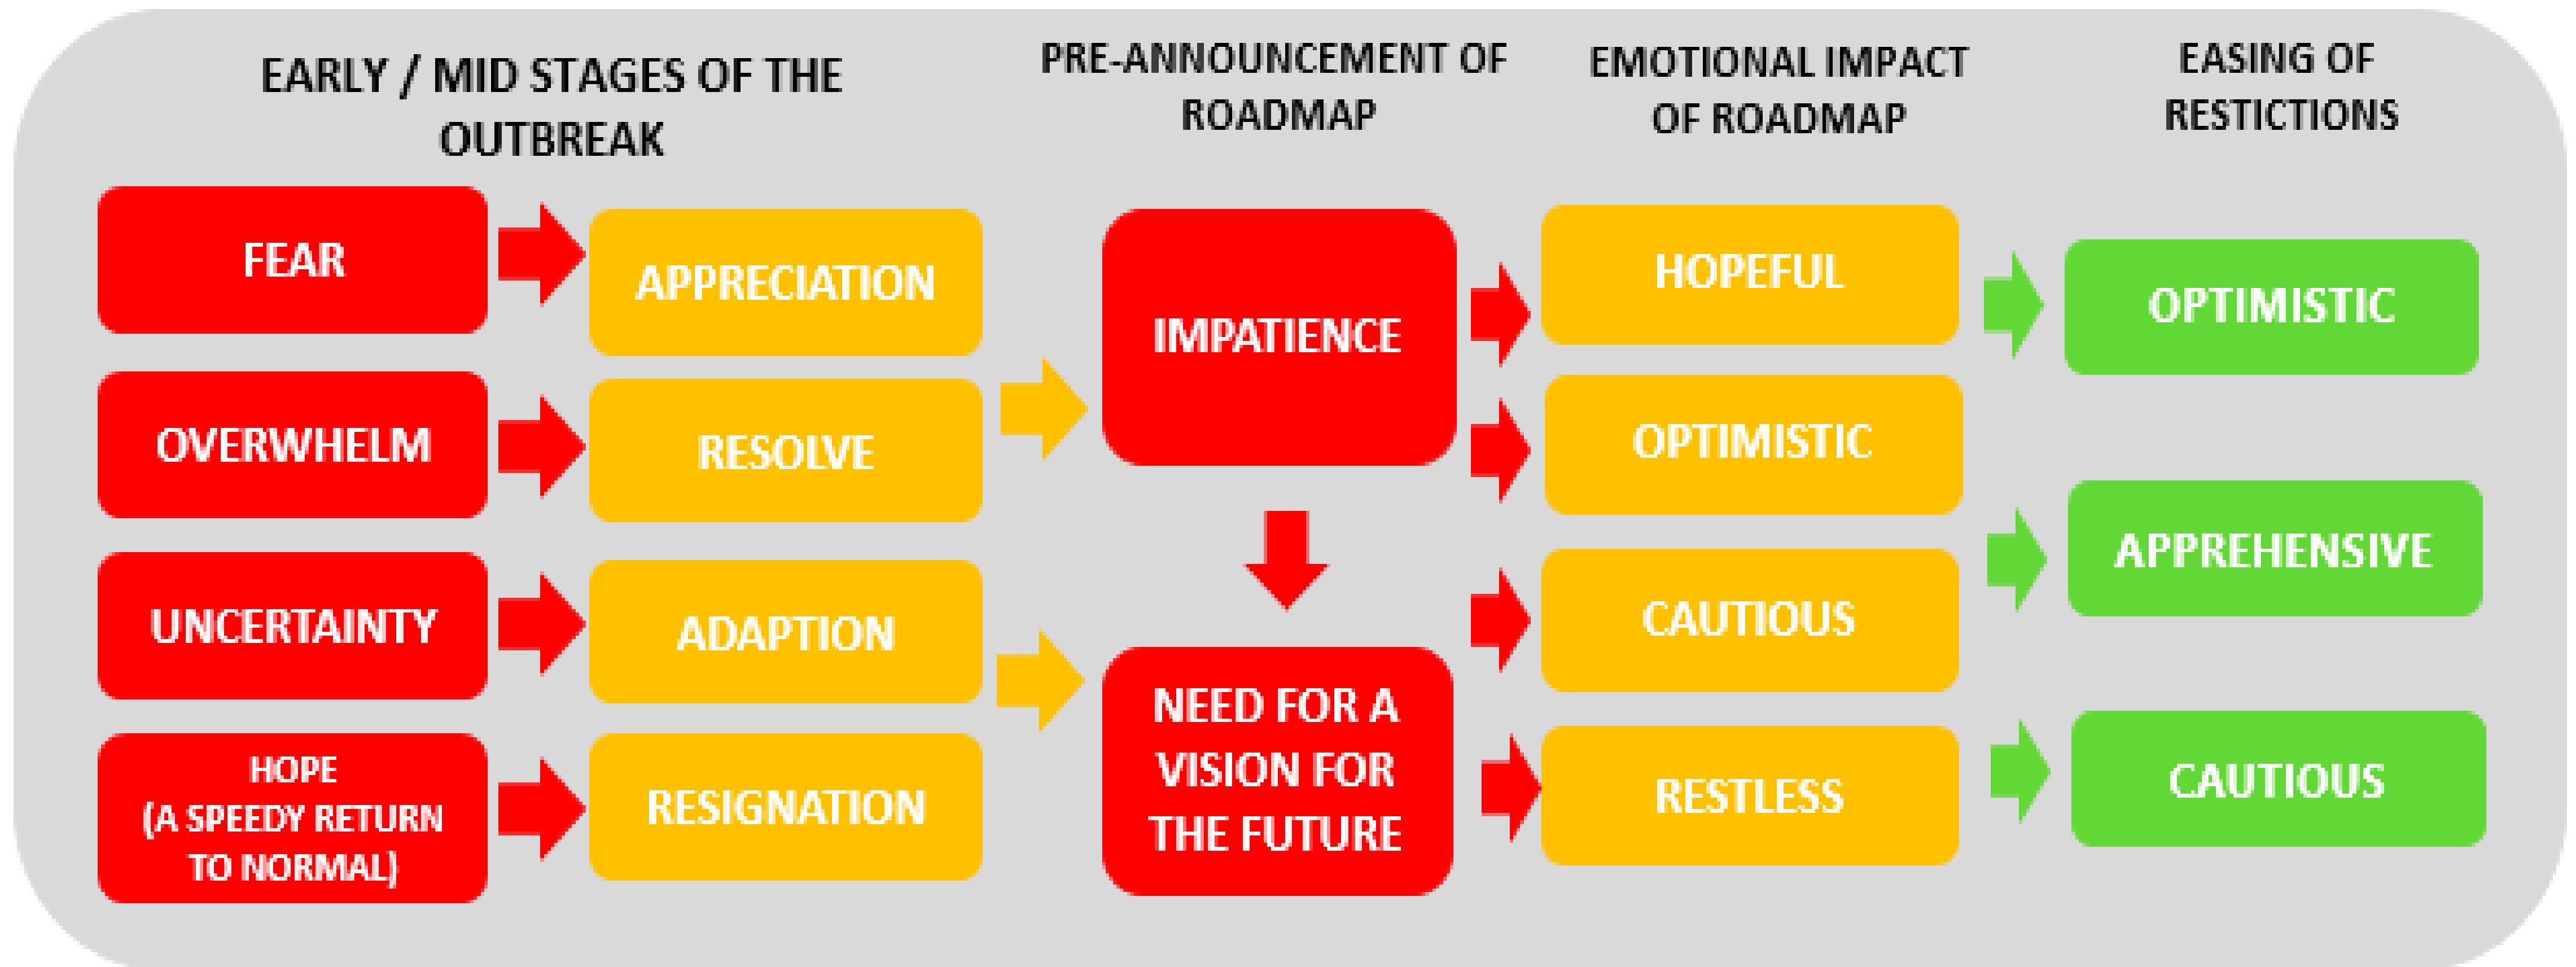 EARLY / MID STAGES OF THE
OUTBREAK
PRE-ANNOUNCEMENT OF
ROADMAP
EMOTIONAL IMPACT
OF ROADMAP
EASING OF
RESTICTIONS
FEAR
OVERWHELM
UNCERTAINTY
HOPE
(A SPEEDY RETURN
TO NORMAL)
APPRECIATION
RESOLVE
ADAPTION
RESIGNATION
IMPATIENCE
NEED FOR A
VISION FOR
THE FUTURE
HOPEFUL
OPTIMISTIC
CAUTIOUS
RESTLESS
OPTIMISTIC
APPREHENSIVE
CAUTIOUS